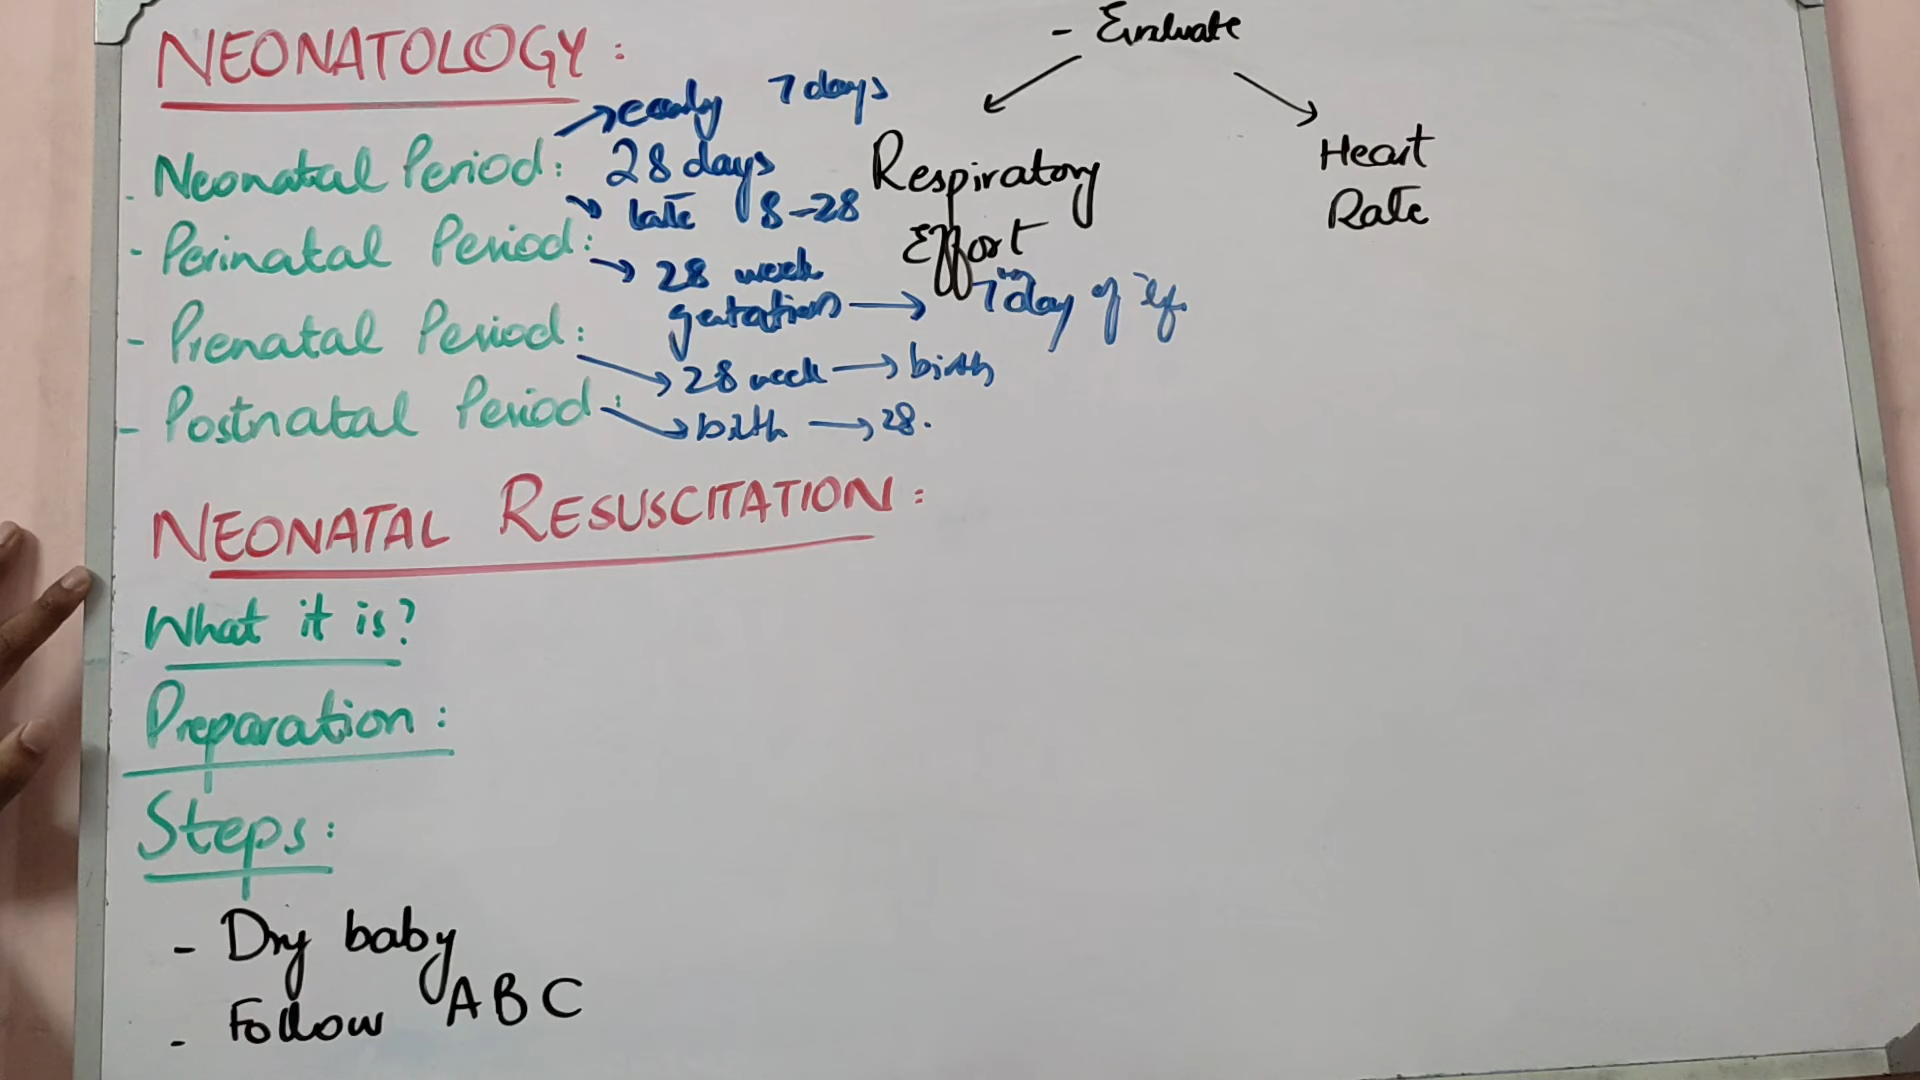 NEONATOLOGY:
early 7 days
- Neonatal Period: 28 days
late 8-28
- Perinatal Period:
28 week
gestation → 7 day of life
- Prenatal Period:
28 week → birth
- Postnatal Period:
birth → 28.
NEONATAL RESUSCITATION:
What it is?
Preparation:
Steps:
- Dry baby
- Follow ABC
- Evaluate
Respiratory
Effort
Heart
Rate